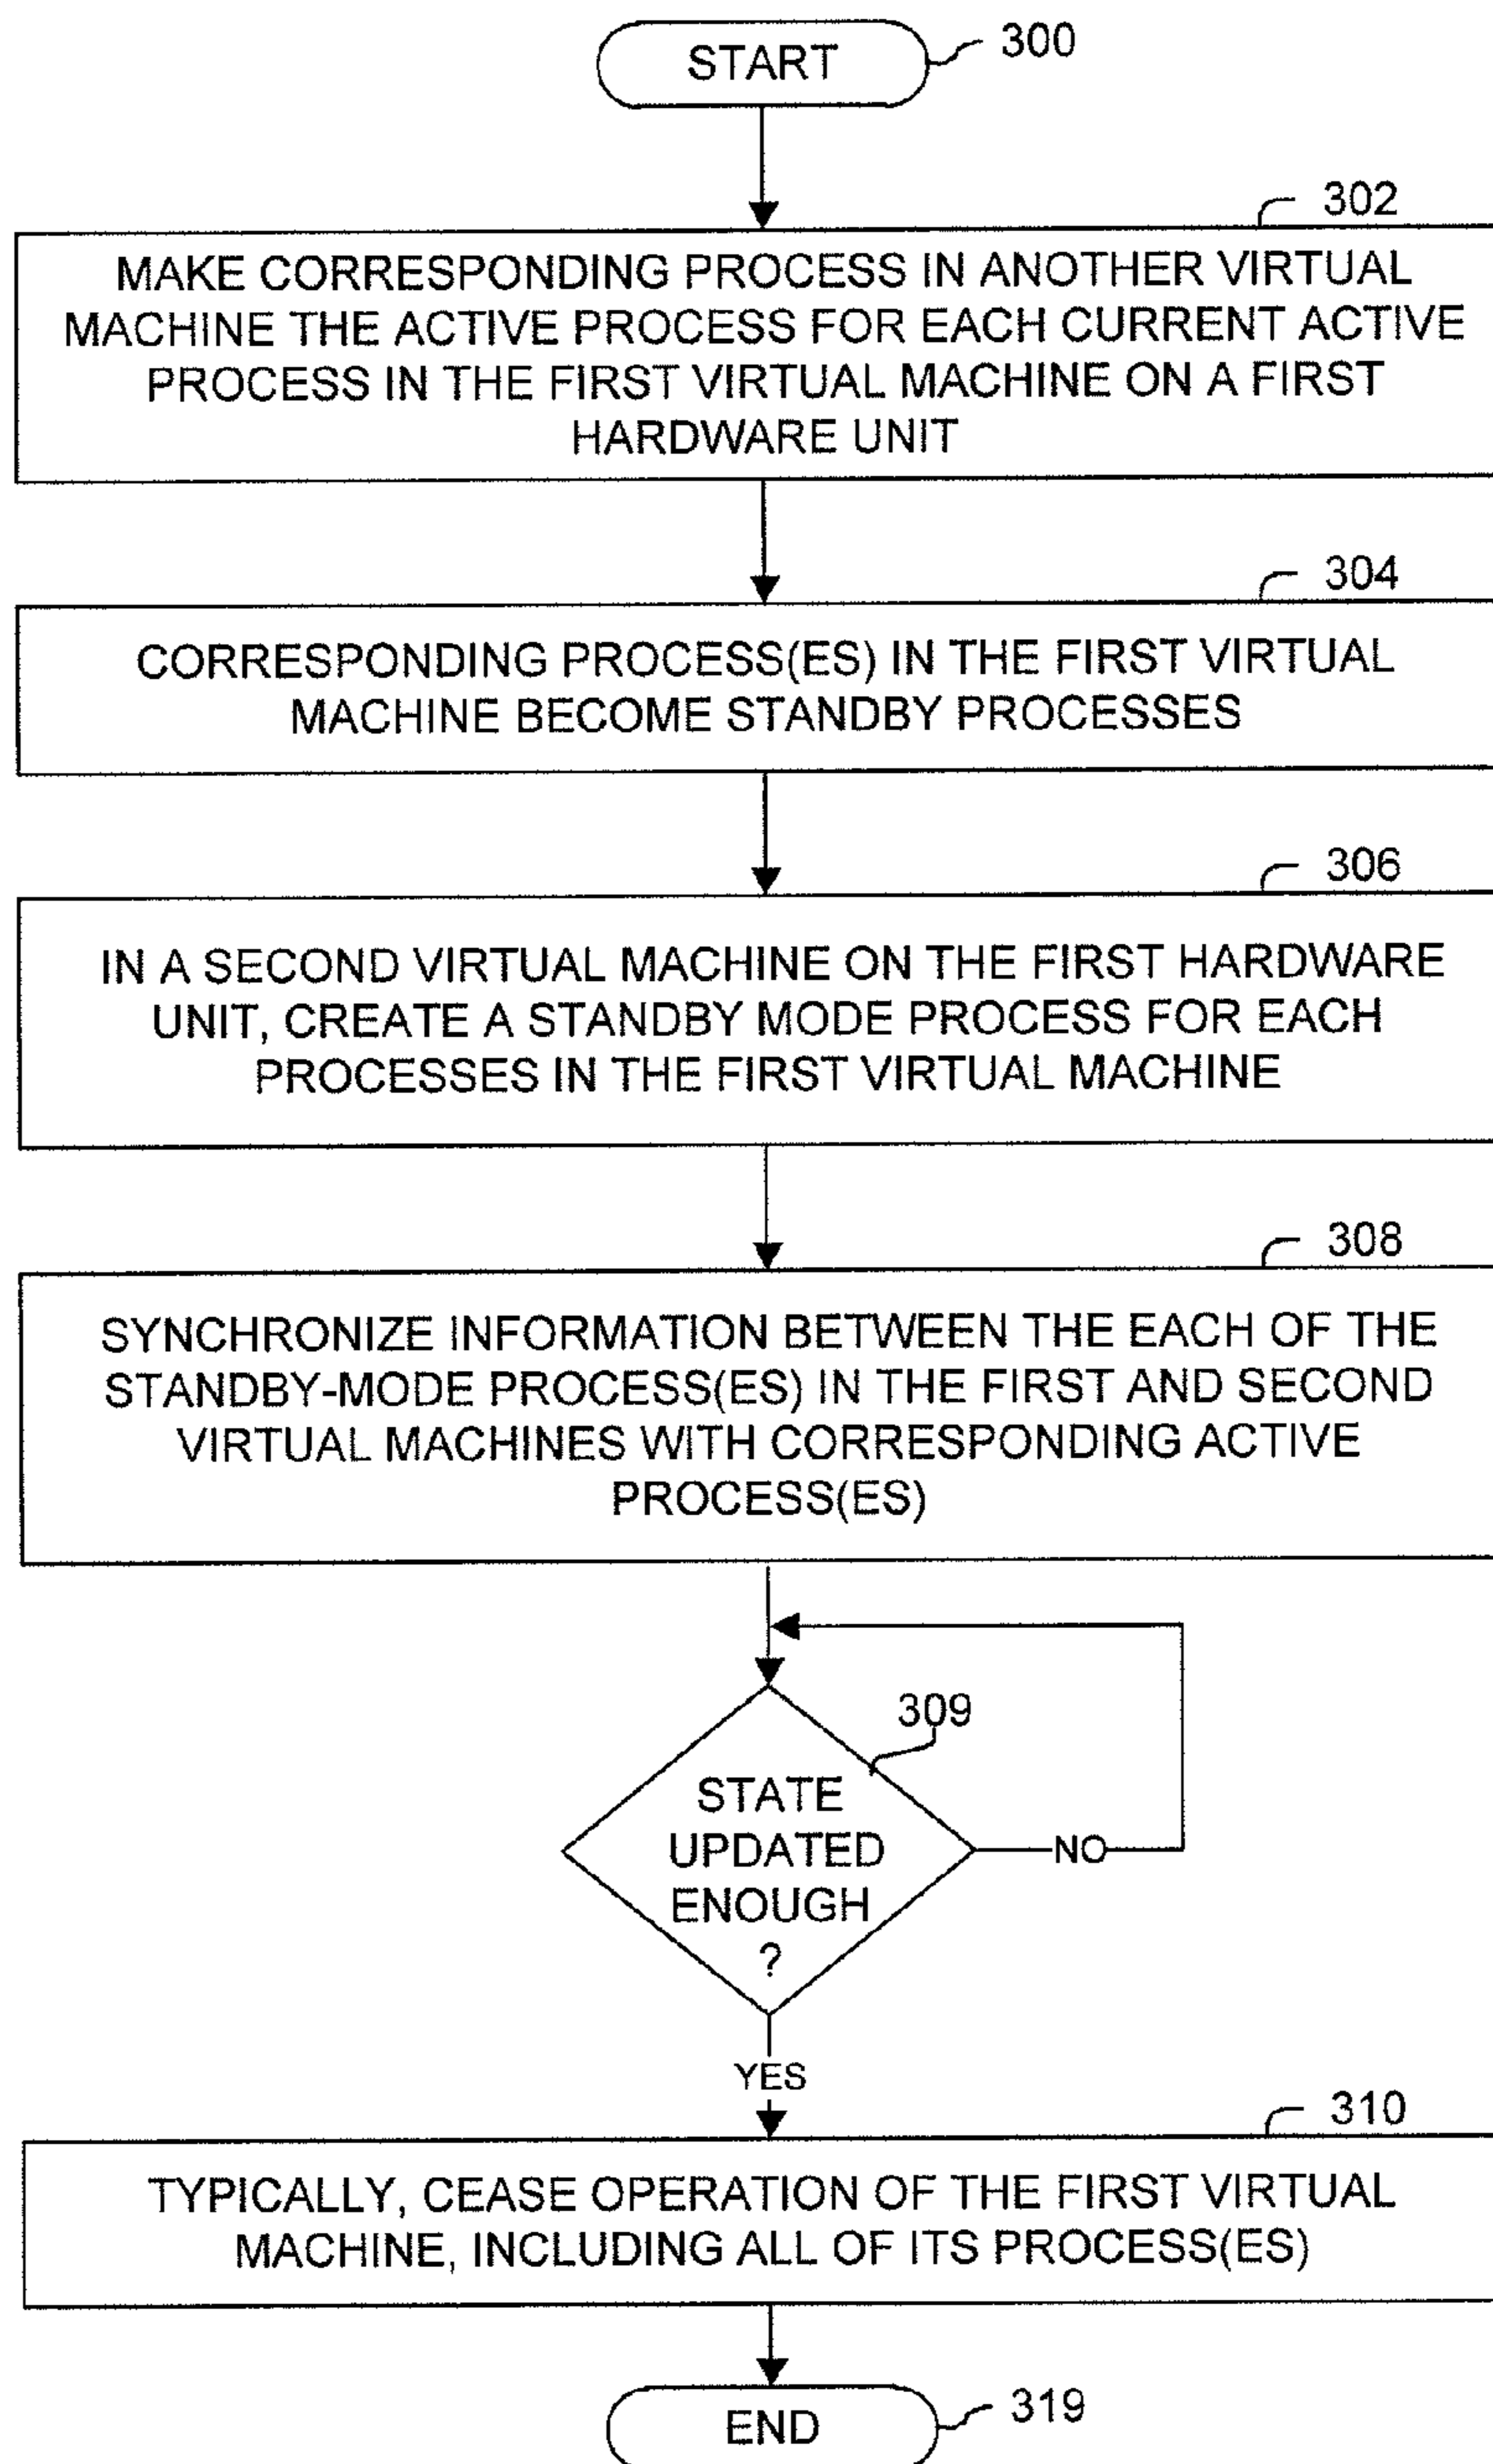 START
300
302
MAKE CORRESPONDING PROCESS IN ANOTHER VIRTUAL
MACHINE THE ACTIVE PROCESS FOR EACH CURRENT ACTIVE
PROCESS IN THE FIRST VIRTUAL MACHINE ON A FIRST
HARDWARE UNIT
304
CORRESPONDING PROCESS(ES) IN THE FIRST VIRTUAL
MACHINE BECOME STANDBY PROCESSES
306
IN A SECOND VIRTUAL MACHINE ON THE FIRST HARDWARE
UNIT, CREATE A STANDBY MODE PROCESS FOR EACH
PROCESSES IN THE FIRST VIRTUAL MACHINE
308
SYNCHRONIZE INFORMATION BETWEEN THE EACH OF THE
STANDBY-MODE PROCESS(ES) IN THE FIRST AND SECOND
VIRTUAL MACHINES WITH CORRESPONDING ACTIVE
PROCESS(ES)
309
STATE
UPDATED
ENOUGH
?
NO
YES
310
TYPICALLY, CEASE OPERATION OF THE FIRST VIRTUAL
MACHINE, INCLUDING ALL OF ITS PROCESS(ES)
END
319